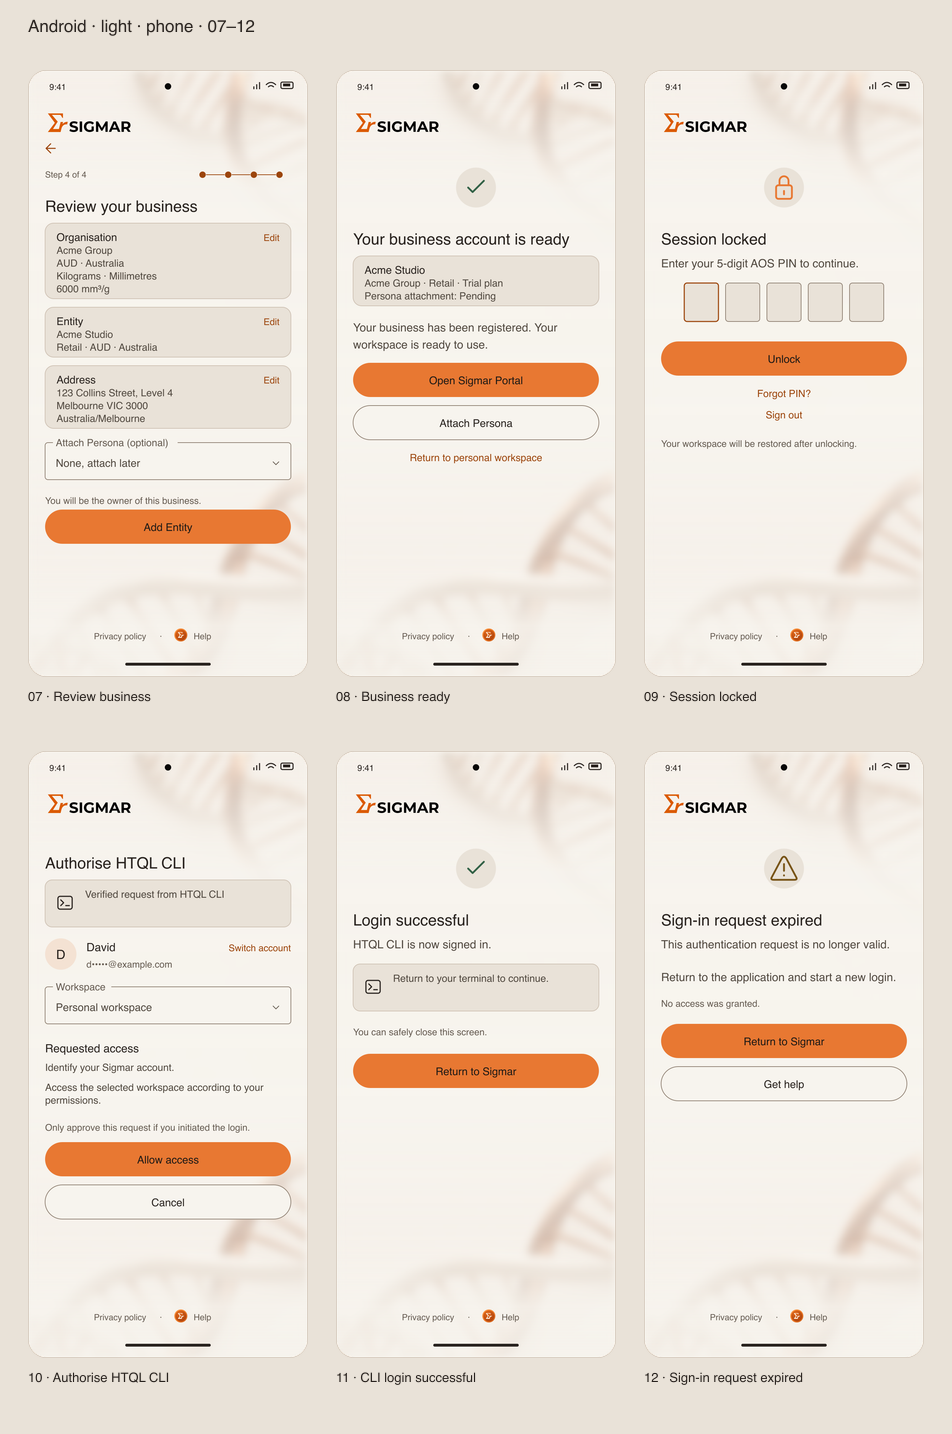 Android · light · phone · 07–12
9:41
SIGMAR
Step 4 of 4
Review your business
Organisation
Edit
Acme Group
AUD · Australia
Kilograms · Millimetres
6000 mm³/g
Entity
Edit
Acme Studio
Retail · AUD · Australia
Address
Edit
123 Collins Street, Level 4
Melbourne VIC 3000
Australia/Melbourne
Attach Persona (optional)
None, attach later
You will be the owner of this business.
Add Entity
Privacy policy · Help
07 · Review business
9:41
SIGMAR
Your business account is ready
Acme Studio
Acme Group · Retail · Trial plan
Persona attachment: Pending
Your business has been registered. Your
workspace is ready to use.
Open Sigmar Portal
Attach Persona
Return to personal workspace
Privacy policy · Help
08 · Business ready
9:41
SIGMAR
Session locked
Enter your 5-digit AOS PIN to continue.
Unlock
Forgot PIN?
Sign out
Your workspace will be restored after unlocking.
Privacy policy · Help
09 · Session locked
9:41
SIGMAR
Authorise HTQL CLI
Verified request from HTQL CLI
D
David
Switch account
d•••••@example.com
Workspace
Personal workspace
Requested access
Identify your Sigmar account.
Access the selected workspace according to your
permissions.
Only approve this request if you initiated the login.
Allow access
Cancel
Privacy policy · Help
10 · Authorise HTQL CLI
9:41
SIGMAR
Login successful
HTQL CLI is now signed in.
Return to your terminal to continue.
You can safely close this screen.
Return to Sigmar
Privacy policy · Help
11 · CLI login successful
9:41
SIGMAR
Sign-in request expired
This authentication request is no longer valid.
Return to the application and start a new login.
No access was granted.
Return to Sigmar
Get help
Privacy policy · Help
12 · Sign-in request expired